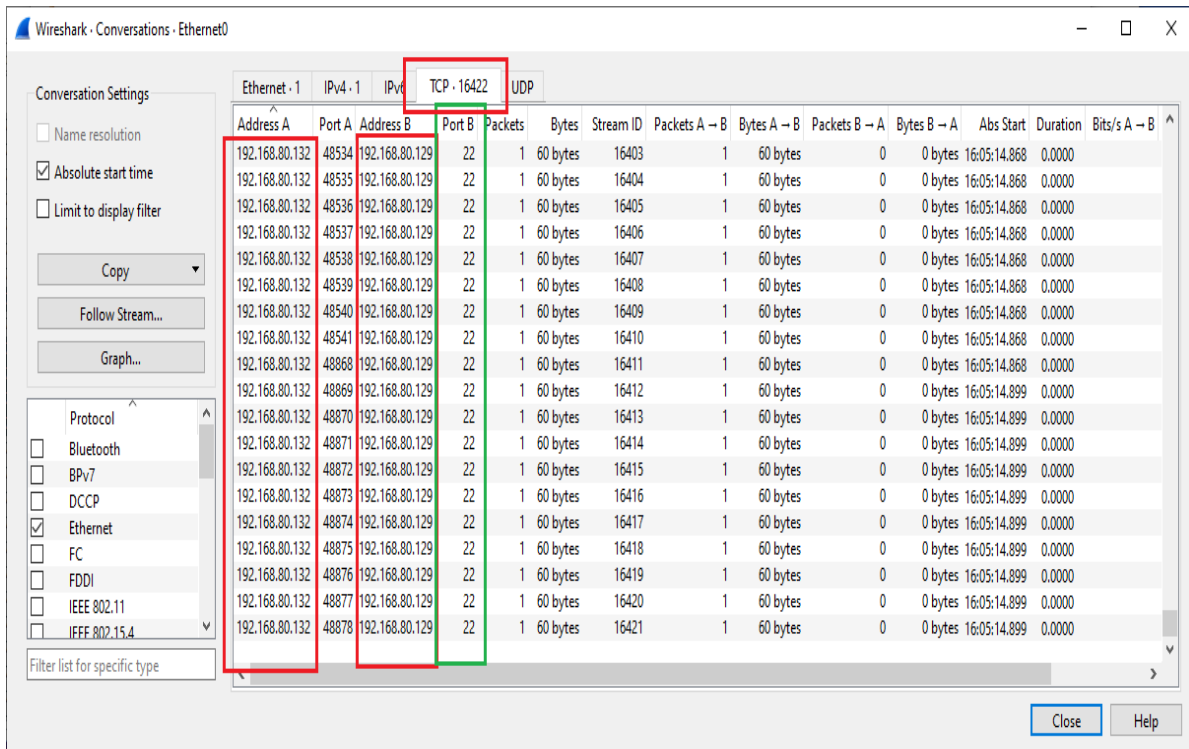 Wireshark · Conversations · Ethernet0
Conversation Settings
Name resolution
Absolute start time
Limit to display filter
Copy
Follow Stream...
Graph...
Protocol
Bluetooth
BPv7
DCCP
Ethernet
FC
FDDI
IEEE 802.11
IEEE 802.15.4
Filter list for specific type
Ethernet · 1 IPv4 · 1 IPv6 TCP · 16422 UDP
Address A Port A Address B Port B Packets Bytes Stream ID Packets A → B Bytes A → B Packets B → A Bytes B → A Abs Start Duration Bits/s A → B
192.168.80.132 48534 192.168.80.129 22 1 60 bytes 16403 1 60 bytes 0 0 bytes 16:05:14.868 0.0000
192.168.80.132 48535 192.168.80.129 22 1 60 bytes 16404 1 60 bytes 0 0 bytes 16:05:14.868 0.0000
192.168.80.132 48536 192.168.80.129 22 1 60 bytes 16405 1 60 bytes 0 0 bytes 16:05:14.868 0.0000
192.168.80.132 48537 192.168.80.129 22 1 60 bytes 16406 1 60 bytes 0 0 bytes 16:05:14.868 0.0000
192.168.80.132 48538 192.168.80.129 22 1 60 bytes 16407 1 60 bytes 0 0 bytes 16:05:14.868 0.0000
192.168.80.132 48539 192.168.80.129 22 1 60 bytes 16408 1 60 bytes 0 0 bytes 16:05:14.868 0.0000
192.168.80.132 48540 192.168.80.129 22 1 60 bytes 16409 1 60 bytes 0 0 bytes 16:05:14.868 0.0000
192.168.80.132 48541 192.168.80.129 22 1 60 bytes 16410 1 60 bytes 0 0 bytes 16:05:14.868 0.0000
192.168.80.132 48868 192.168.80.129 22 1 60 bytes 16411 1 60 bytes 0 0 bytes 16:05:14.868 0.0000
192.168.80.132 48869 192.168.80.129 22 1 60 bytes 16412 1 60 bytes 0 0 bytes 16:05:14.899 0.0000
192.168.80.132 48870 192.168.80.129 22 1 60 bytes 16413 1 60 bytes 0 0 bytes 16:05:14.899 0.0000
192.168.80.132 48871 192.168.80.129 22 1 60 bytes 16414 1 60 bytes 0 0 bytes 16:05:14.899 0.0000
192.168.80.132 48872 192.168.80.129 22 1 60 bytes 16415 1 60 bytes 0 0 bytes 16:05:14.899 0.0000
192.168.80.132 48873 192.168.80.129 22 1 60 bytes 16416 1 60 bytes 0 0 bytes 16:05:14.899 0.0000
192.168.80.132 48874 192.168.80.129 22 1 60 bytes 16417 1 60 bytes 0 0 bytes 16:05:14.899 0.0000
192.168.80.132 48875 192.168.80.129 22 1 60 bytes 16418 1 60 bytes 0 0 bytes 16:05:14.899 0.0000
192.168.80.132 48876 192.168.80.129 22 1 60 bytes 16419 1 60 bytes 0 0 bytes 16:05:14.899 0.0000
192.168.80.132 48877 192.168.80.129 22 1 60 bytes 16420 1 60 bytes 0 0 bytes 16:05:14.899 0.0000
192.168.80.132 48878 192.168.80.129 22 1 60 bytes 16421 1 60 bytes 0 0 bytes 16:05:14.899 0.0000
Close Help